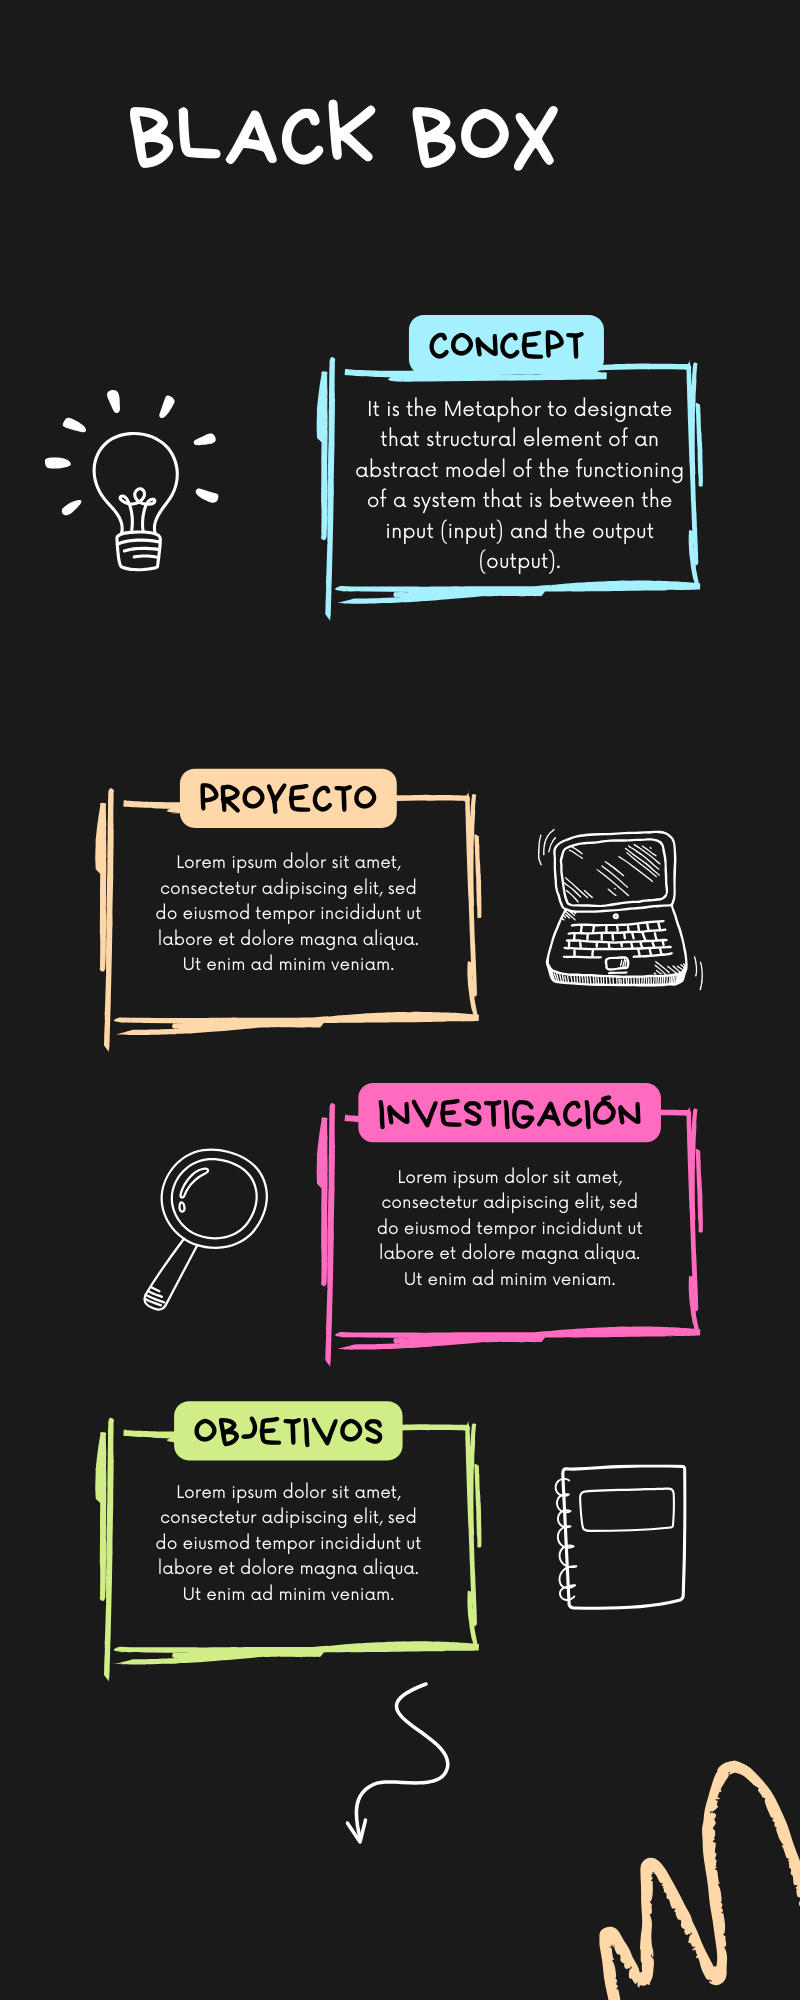 BLACK BOX
CONCEPT
It is the Metaphor to designate
that structural element of an
abstract model of the functioning
of a system that is between the
input (input) and the output
(output).
PROYECTO
Lorem ipsum dolor sit amet,
consectetur adipiscing elit, sed
do eiusmod tempor incididunt ut
labore et dolore magna aliqua.
Ut enim ad minim veniam.
INVESTIGACIÓN
Lorem ipsum dolor sit amet,
consectetur adipiscing elit, sed
do eiusmod tempor incididunt ut
labore et dolore magna aliqua.
Ut enim ad minim veniam.
OBJETIVOS
Lorem ipsum dolor sit amet,
consectetur adipiscing elit, sed
do eiusmod tempor incididunt ut
labore et dolore magna aliqua.
Ut enim ad minim veniam.